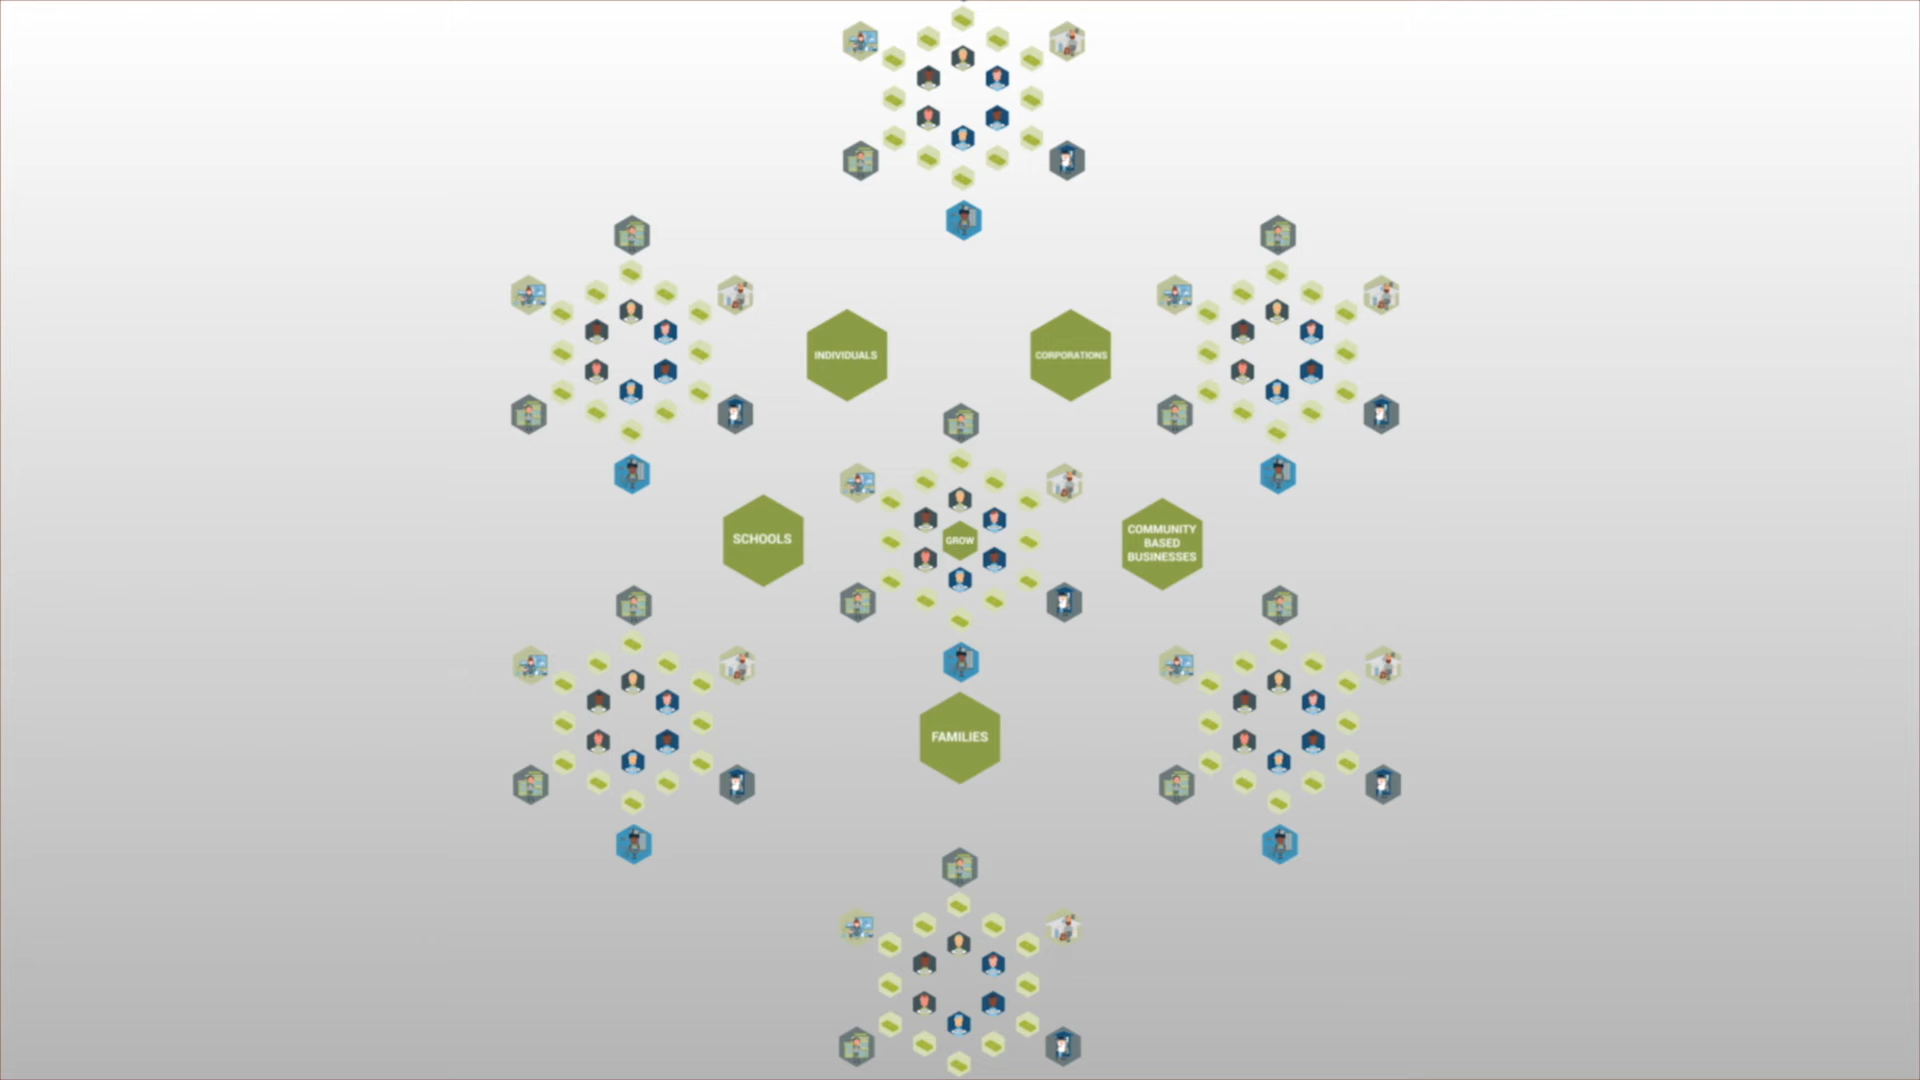 INDIVIDUALS
CORPORATIONS
SCHOOLS
GROW
COMMUNITY
BASED
BUSINESSES
FAMILIES